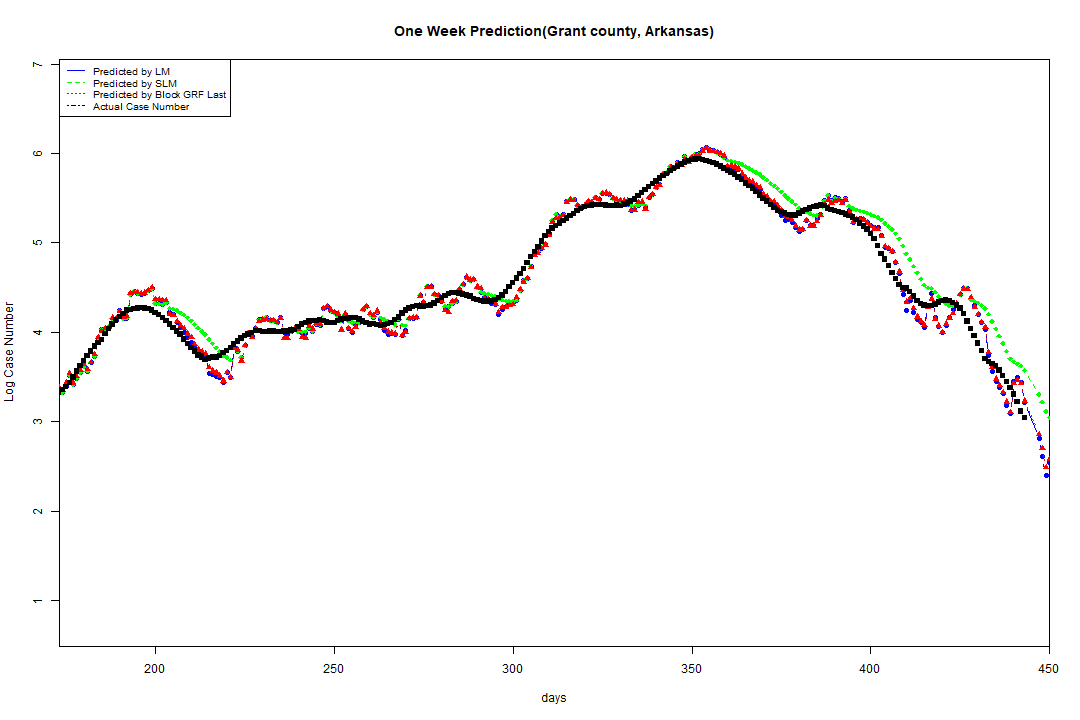 One Week Prediction(Grant county, Arkansas)
7
Predicted by LM
Predicted by SLM
Predicted by Block GRF Last
Actual Case Number
6
5
4
3
2
1
Log Case Number
200 250 300 350 400 450
days